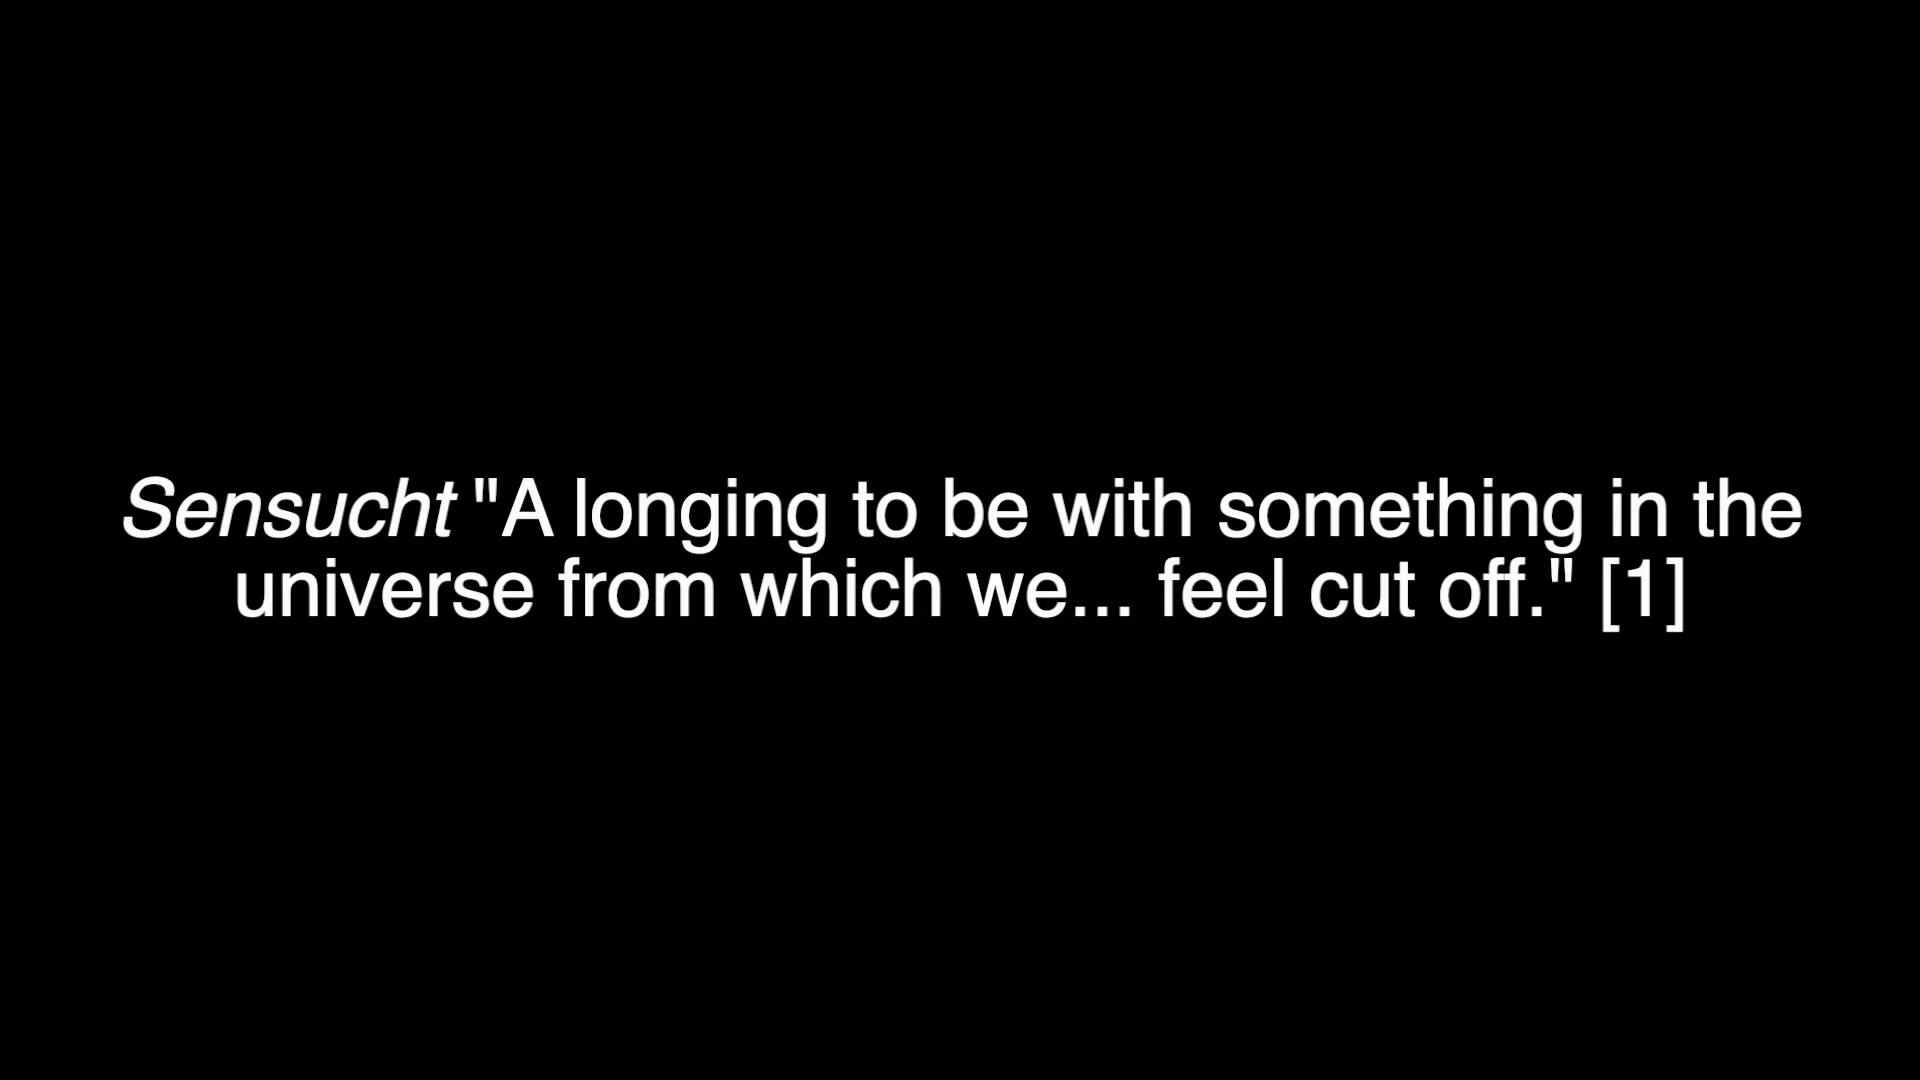 Sensucht "A longing to be with something in the
universe from which we... feel cut off." [1]